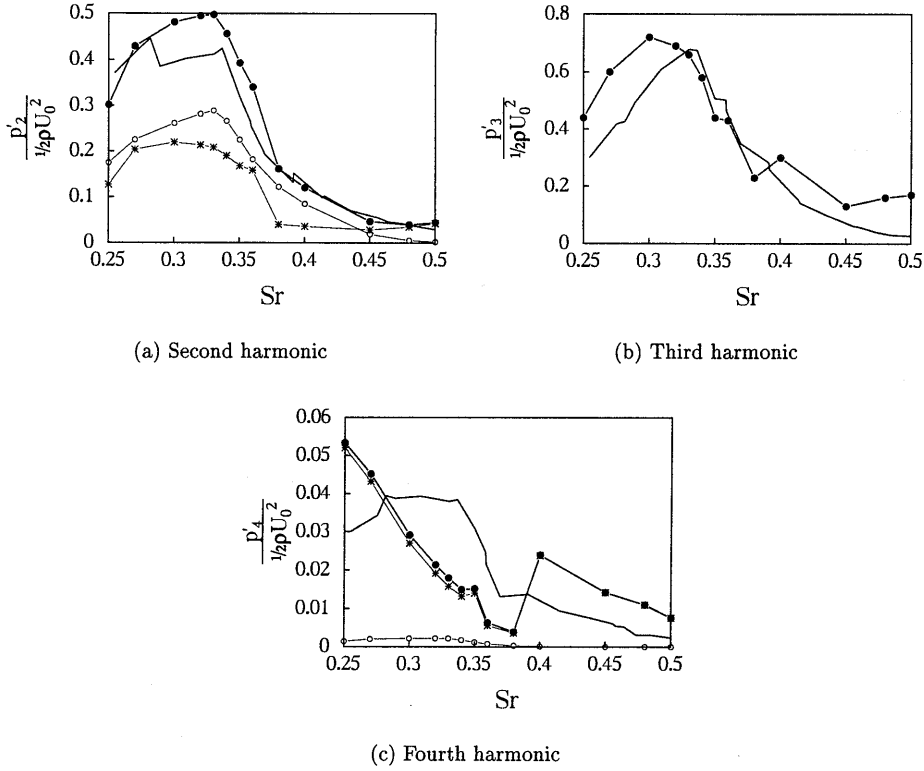 0.5
0.4
0.3
0.2
0.1
0
p′2
½ρU0²
0.25 0.3 0.35 0.4 0.45 0.5
Sr
(a) Second harmonic
0.8
0.6
0.4
0.2
0
p′3
½ρU0²
0.25 0.3 0.35 0.4 0.45 0.5
Sr
(b) Third harmonic
0.06
0.05
0.04
0.03
0.02
0.01
0
p′4
½ρU0²
0.25 0.3 0.35 0.4 0.45 0.5
Sr
(c) Fourth harmonic